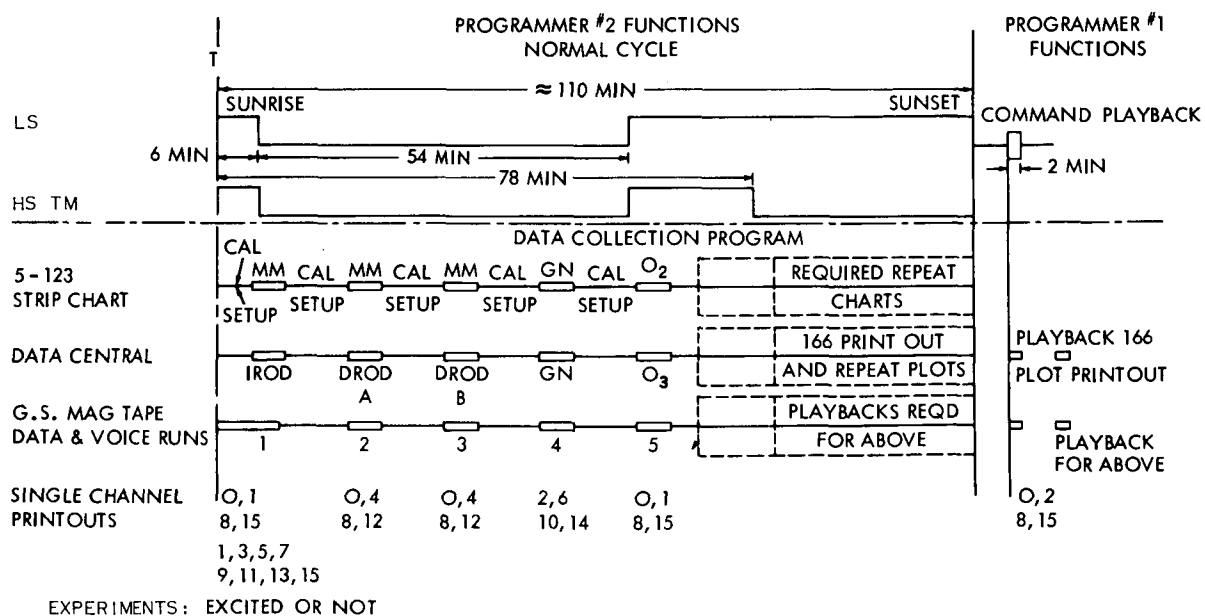 PROGRAMMER #2 FUNCTIONS
NORMAL CYCLE
PROGRAMMER #1
FUNCTIONS
T
≈ 110 MIN
SUNRISE
SUNSET
COMMAND PLAYBACK
LS
6 MIN
54 MIN
2 MIN
78 MIN
HS TM
DATA COLLECTION PROGRAM
CAL
5-123
STRIP CHART
MM CAL MM CAL MM CAL GN CAL O2
SETUP SETUP SETUP SETUP SETUP
REQUIRED REPEAT
CHARTS
DATA CENTRAL
IROD DROD DROD GN O3
A B
166 PRINT OUT
AND REPEAT PLOTS
PLAYBACK 166
PLOT PRINTOUT
G.S. MAG TAPE
DATA & VOICE RUNS
1 2 3 4 5
PLAYBACKS REQD
FOR ABOVE
PLAYBACK
FOR ABOVE
SINGLE CHANNEL
PRINTOUTS
O, 1 O, 4 O, 4 2, 6 O, 1 O, 2
8, 15 8, 12 8, 12 10, 14 8, 15 8, 15
1, 3, 5, 7
9, 11, 13, 15
EXPERIMENTS: EXCITED OR NOT